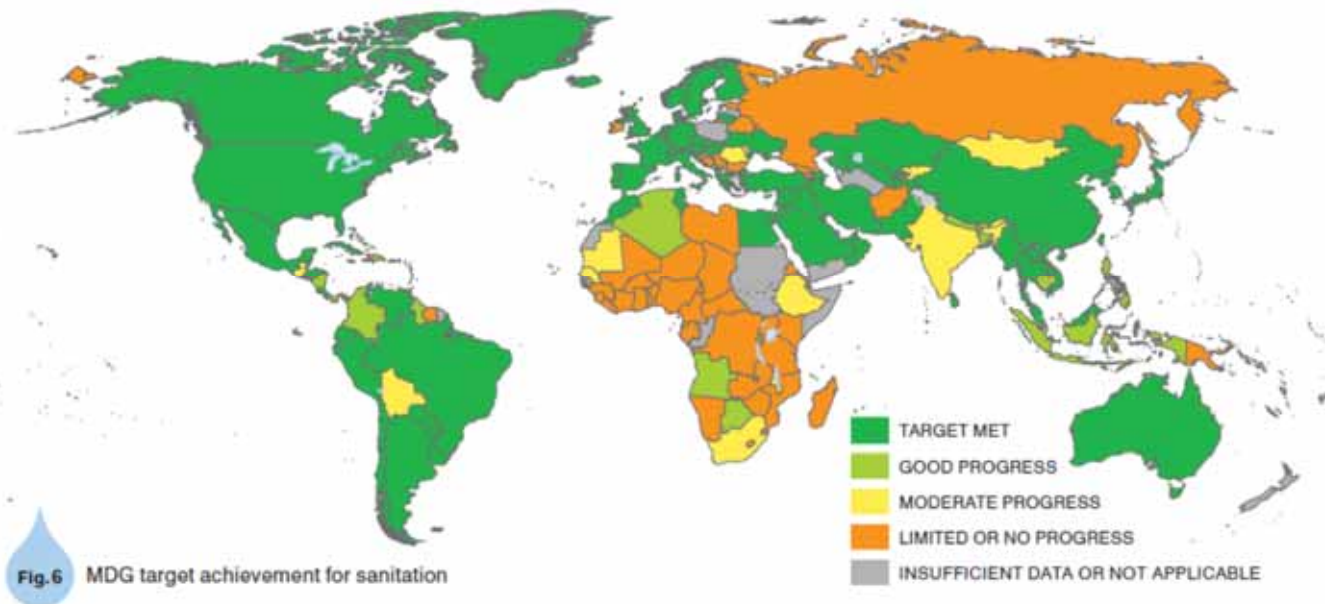 TARGET MET
GOOD PROGRESS
MODERATE PROGRESS
LIMITED OR NO PROGRESS
INSUFFICIENT DATA OR NOT APPLICABLE
Fig.6 MDG target achievement for sanitation